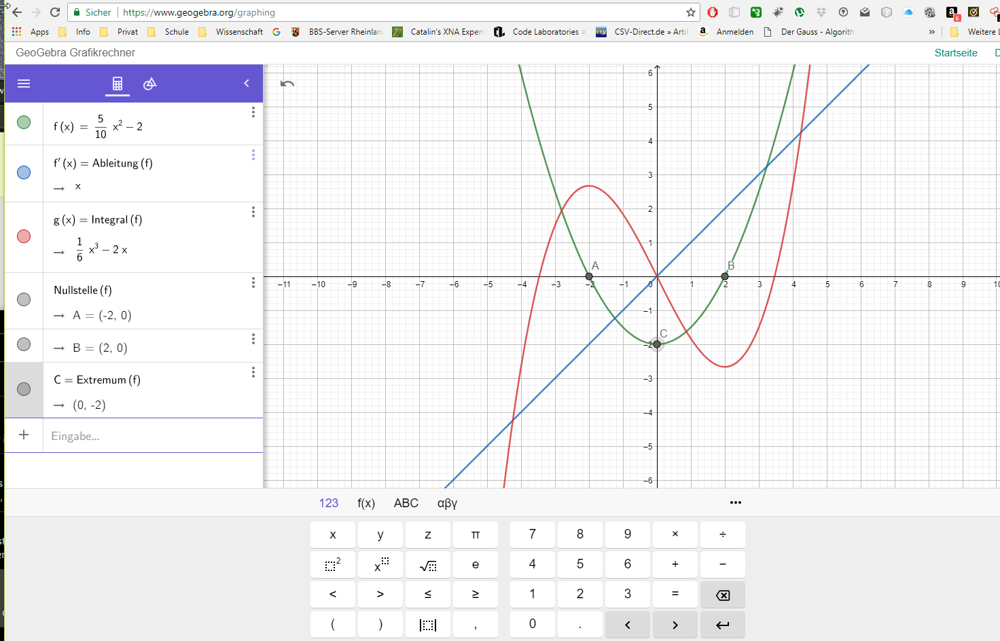 Sicher https://www.geogebra.org/graphing
Apps Info Privat Schule Wissenschaft BBS-Server Rheinlan Catalin's XNA Experi Code Laboratories > CSV-Direct.de » Arti Anmelden Der Gauss - Algorith » Weitere L
GeoGebra Grafikrechner
Startseite
f(x) = 5/10 x² − 2
f′(x) = Ableitung(f)
→ x
g(x) = Integral(f)
→ 1/6 x³ − 2 x
Nullstelle(f)
→ A = (-2, 0)
→ B = (2, 0)
C = Extremum(f)
→ (0, -2)
+ Eingabe...
6
5
4
3
2
1
A B
−11 −10 −9 −8 −7 −6 −5 −4 −3 −2 −1 0 1 2 3 4 5 6 7 8 9 10
−1
C
−2
−3
−4
−5
−6
123 f(x) ABC αβγ •••
x y z π 7 8 9 × ÷
² x √ e 4 5 6 + −
< > ≤ ≥ 1 2 3 =
( ) | | , 0 . < >